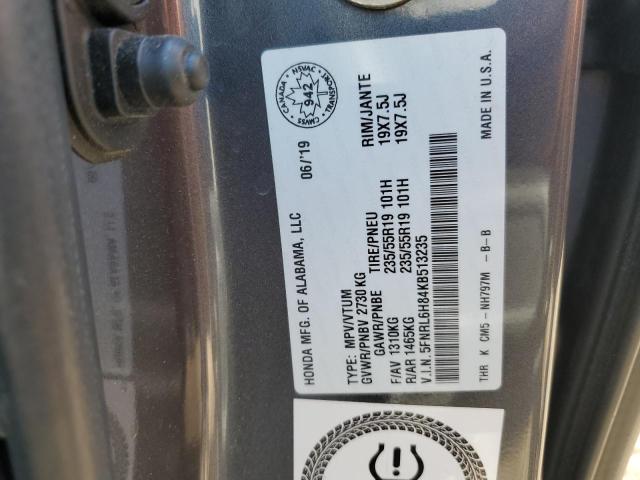 HONDA MFG. OF ALABAMA, LLC 06/'19
CANADA NSVAC CMVSS TRANSPORT
942
TYPE: MPV/VTUM
GVWR/PNBV 2730 KG
GAWR/PNBE TIRE/PNEU RIM/JANTE
F/AV 1310KG 235/55R19 101H 19X7.5J
R/AR 1465KG 235/55R19 101H 19X7.5J
V.I.N. 5FNRL6H84KB513235
THR K CM5 - NH797M - B-B MADE IN U.S.A.